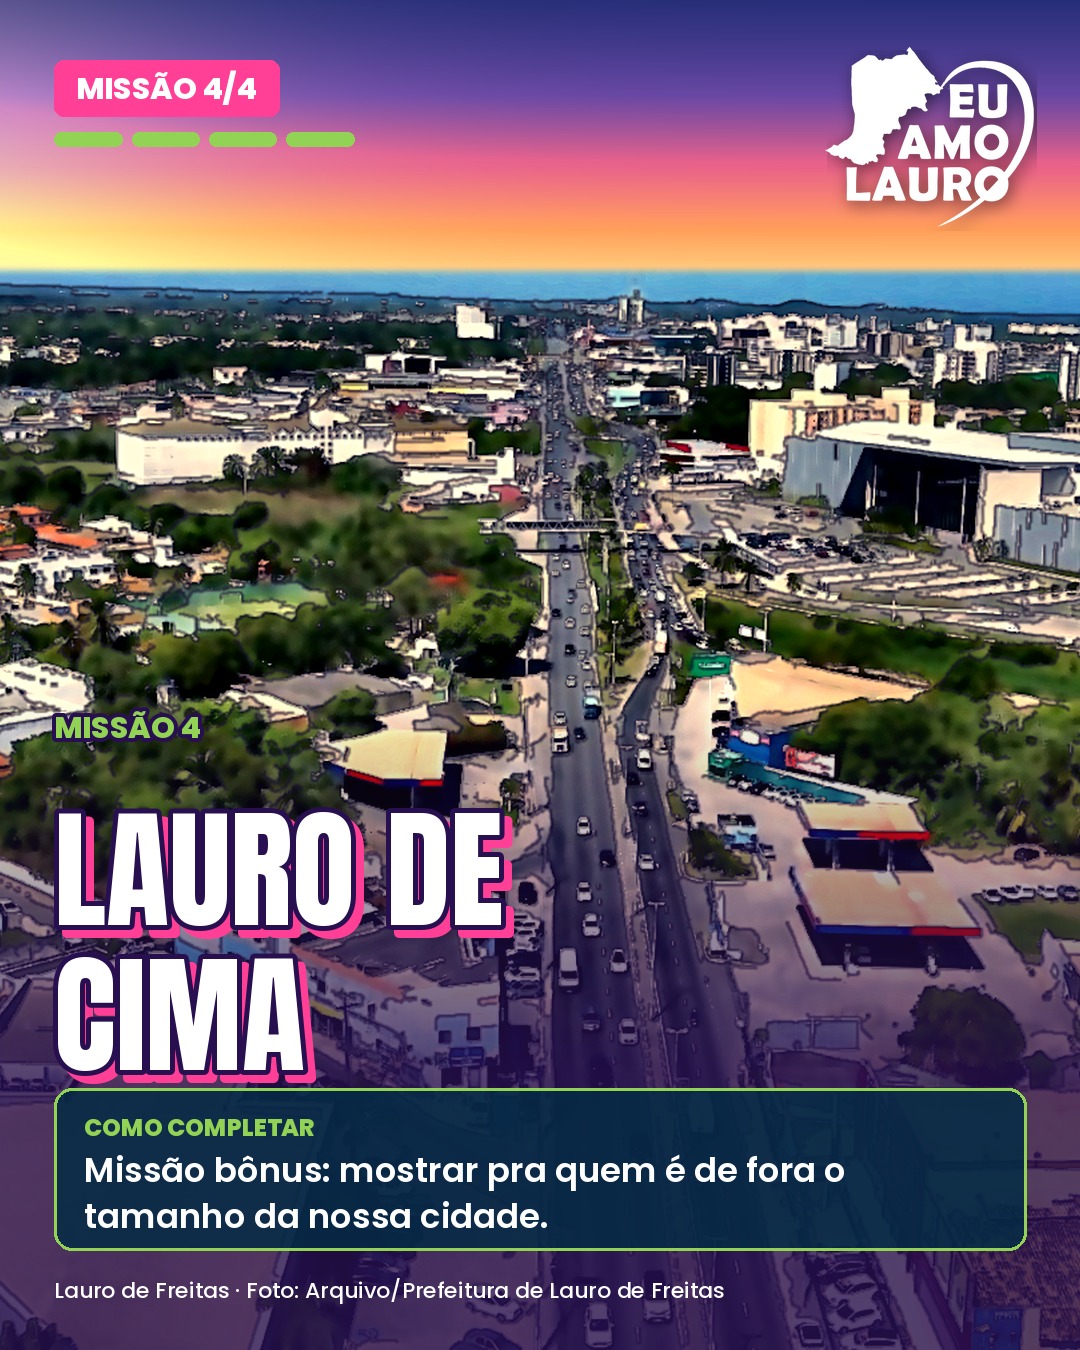 MISSÃO 4/4
EU
AMO
LAURO
MISSÃO 4
LAURO DE
CIMA
COMO COMPLETAR
Missão bônus: mostrar pra quem é de fora o
tamanho da nossa cidade.
Lauro de Freitas · Foto: Arquivo/Prefeitura de Lauro de Freitas